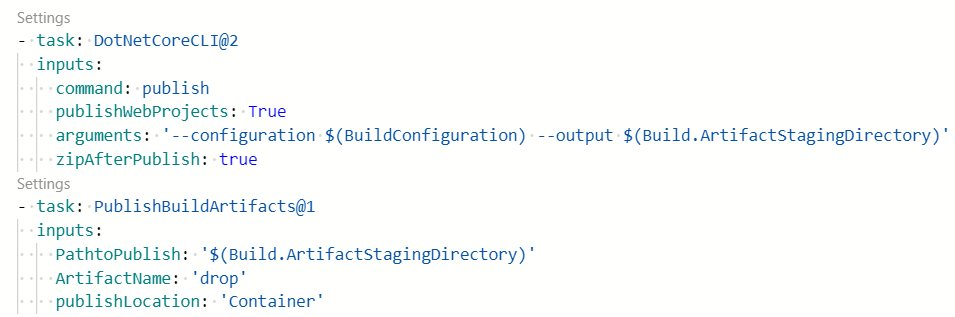 Settings
- task: DotNetCoreCLI@2
  inputs:
    command: publish
    publishWebProjects: True
    arguments: '--configuration $(BuildConfiguration) --output $(Build.ArtifactStagingDirectory)'
    zipAfterPublish: true
Settings
- task: PublishBuildArtifacts@1
  inputs:
    PathtoPublish: '$(Build.ArtifactStagingDirectory)'
    ArtifactName: 'drop'
    publishLocation: 'Container'